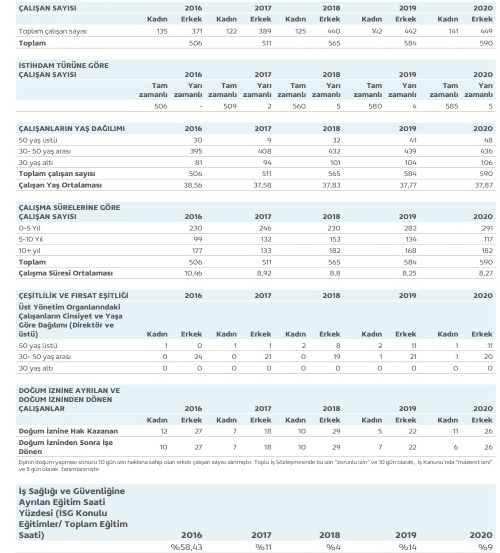 ÇALIŞAN SAYISI 2016 2017 2018 2019 2020
Kadın Erkek Kadın Erkek Kadın Erkek Kadın Erkek Kadın Erkek
Toplam çalışan sayısı 135 371 122 389 125 440 142 442 141 449
Toplam 506 511 565 584 590
İSTİHDAM TÜRÜNE GÖRE
ÇALIŞAN SAYISI 2016 2017 2018 2019 2020
Tam Yarı Tam Yarı Tam Yarı Tam Yarı Tam Yarı
zamanlı zamanlı zamanlı zamanlı zamanlı zamanlı zamanlı zamanlı zamanlı zamanlı
506 - 509 2 560 5 580 4 585 5
ÇALIŞANLARIN YAŞ DAĞILIMI 2016 2017 2018 2019 2020
50 yaş üstü 30 9 32 41 48
30- 50 yaş arası 395 408 432 439 436
30 yaş altı 81 94 101 104 106
Toplam çalışan sayısı 506 511 565 584 590
Çalışan Yaş Ortalaması 38,56 37,58 37,83 37,77 37,87
ÇALIŞMA SÜRELERİNE GÖRE
ÇALIŞAN SAYISI 2016 2017 2018 2019 2020
0-5 Yıl 230 246 230 282 291
5-10 Yıl 99 132 153 134 117
10+ yıl 177 133 182 168 182
Toplam 506 511 565 584 590
Çalışma Süresi Ortalaması 10,46 8,92 8,8 8,25 8,27
ÇEŞİTLİLİK VE FIRSAT EŞİTLİĞİ 2016 2017 2018 2019 2020
Üst Yönetim Organlarındaki
Çalışanların Cinsiyet ve Yaşa
Göre Dağılımı (Direktör ve
üstü) Kadın Erkek Kadın Erkek Kadın Erkek Kadın Erkek Kadın Erkek
50 yaş üstü 1 0 1 1 2 8 2 11 1 11
30- 50 yaş arası 0 24 0 21 0 19 1 21 1 20
30 yaş altı 0 0 0 0 0 0 0 0 0 0
DOĞUM İZNİNE AYRILAN VE
DOĞUM İZNİNDEN DÖNEN
ÇALIŞANLAR 2016 2017 2018 2019 2020
Kadın Erkek Kadın Erkek Kadın Erkek Kadın Erkek Kadın Erkek
Doğum İznine Hak Kazanan 12 27 7 18 10 29 5 22 11 26
Doğum İzninden Sonra İşe
Dönen 10 27 7 18 10 29 7 22 6 26
Eşinin doğum yapması sonucu 10 gün izin hakkına sahip olan erkek çalışan sayısı alınmıştır. Toplu İş Sözleşmesinde bu izin "zorunlu izin" ve 10 gün olarak, İş Kanunu'nda "mazeret izni"
ve 5 gün olarak tanımlanmıştır.
İş Sağlığı ve Güvenliğine
Ayrılan Eğitim Saati
Yüzdesi (İSG Konulu
Eğitimler/ Toplam Eğitim
Saati) 2016 2017 2018 2019 2020
%58,43 %11 %4 %14 %9